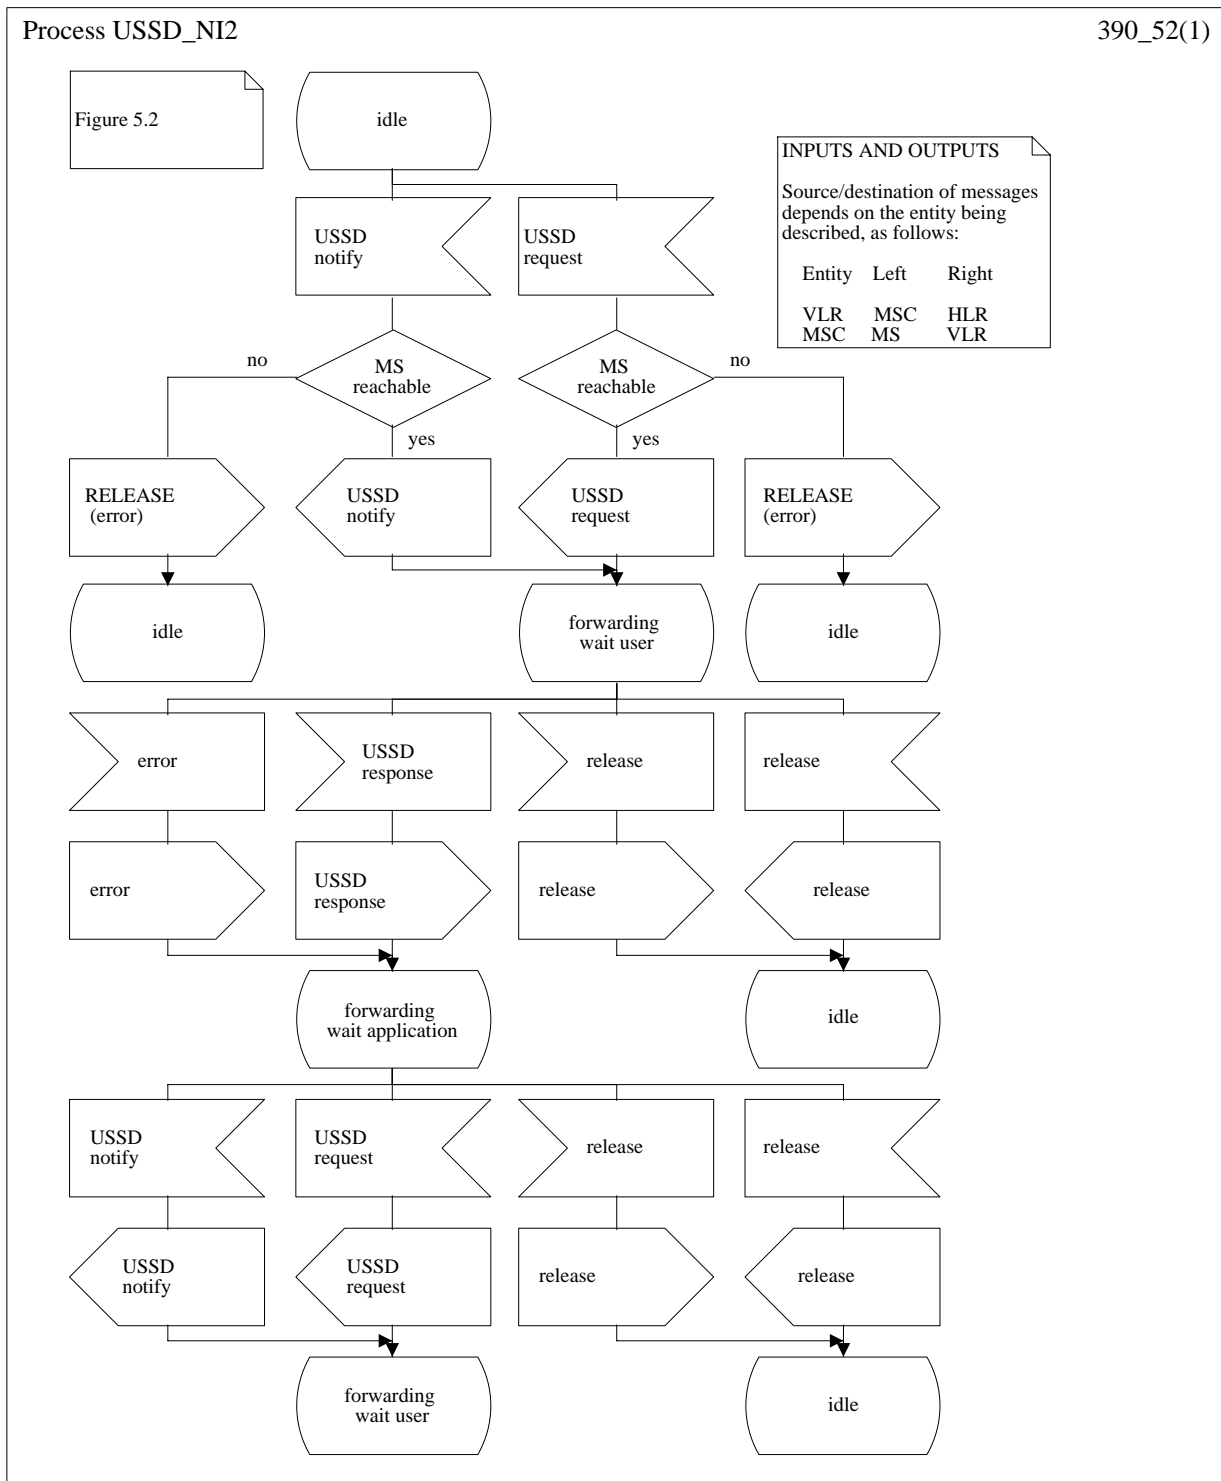 Process USSD_NI2
390_52(1)
Figure 5.2
idle
INPUTS AND OUTPUTS
Source/destination of messages
depends on the entity being
described, as follows:
Entity Left Right
VLR MSC HLR
MSC MS VLR
USSD
notify
USSD
request
no
MS
reachable
MS
reachable
no
yes
yes
RELEASE
(error)
USSD
notify
USSD
request
RELEASE
(error)
idle
forwarding
wait user
idle
error
USSD
response
release
release
error
USSD
response
release
release
forwarding
wait application
idle
USSD
notify
USSD
request
release
release
USSD
notify
USSD
request
release
release
forwarding
wait user
idle